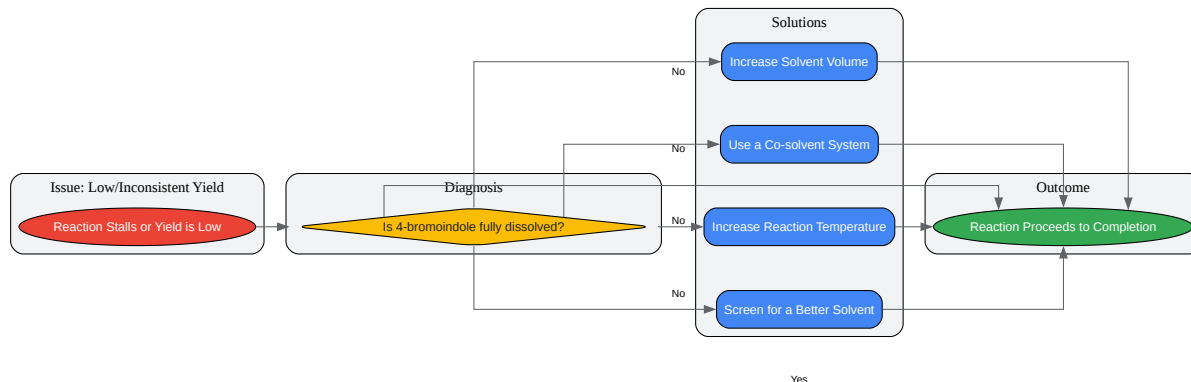 Solutions
Increase Solvent Volume
No
Use a Co-solvent System
No
Issue: Low/Inconsistent Yield
Diagnosis
Outcome
Reaction Stalls or Yield is Low
Is 4-bromoindole fully dissolved?
No
Increase Reaction Temperature
Reaction Proceeds to Completion
No
Screen for a Better Solvent
Yes